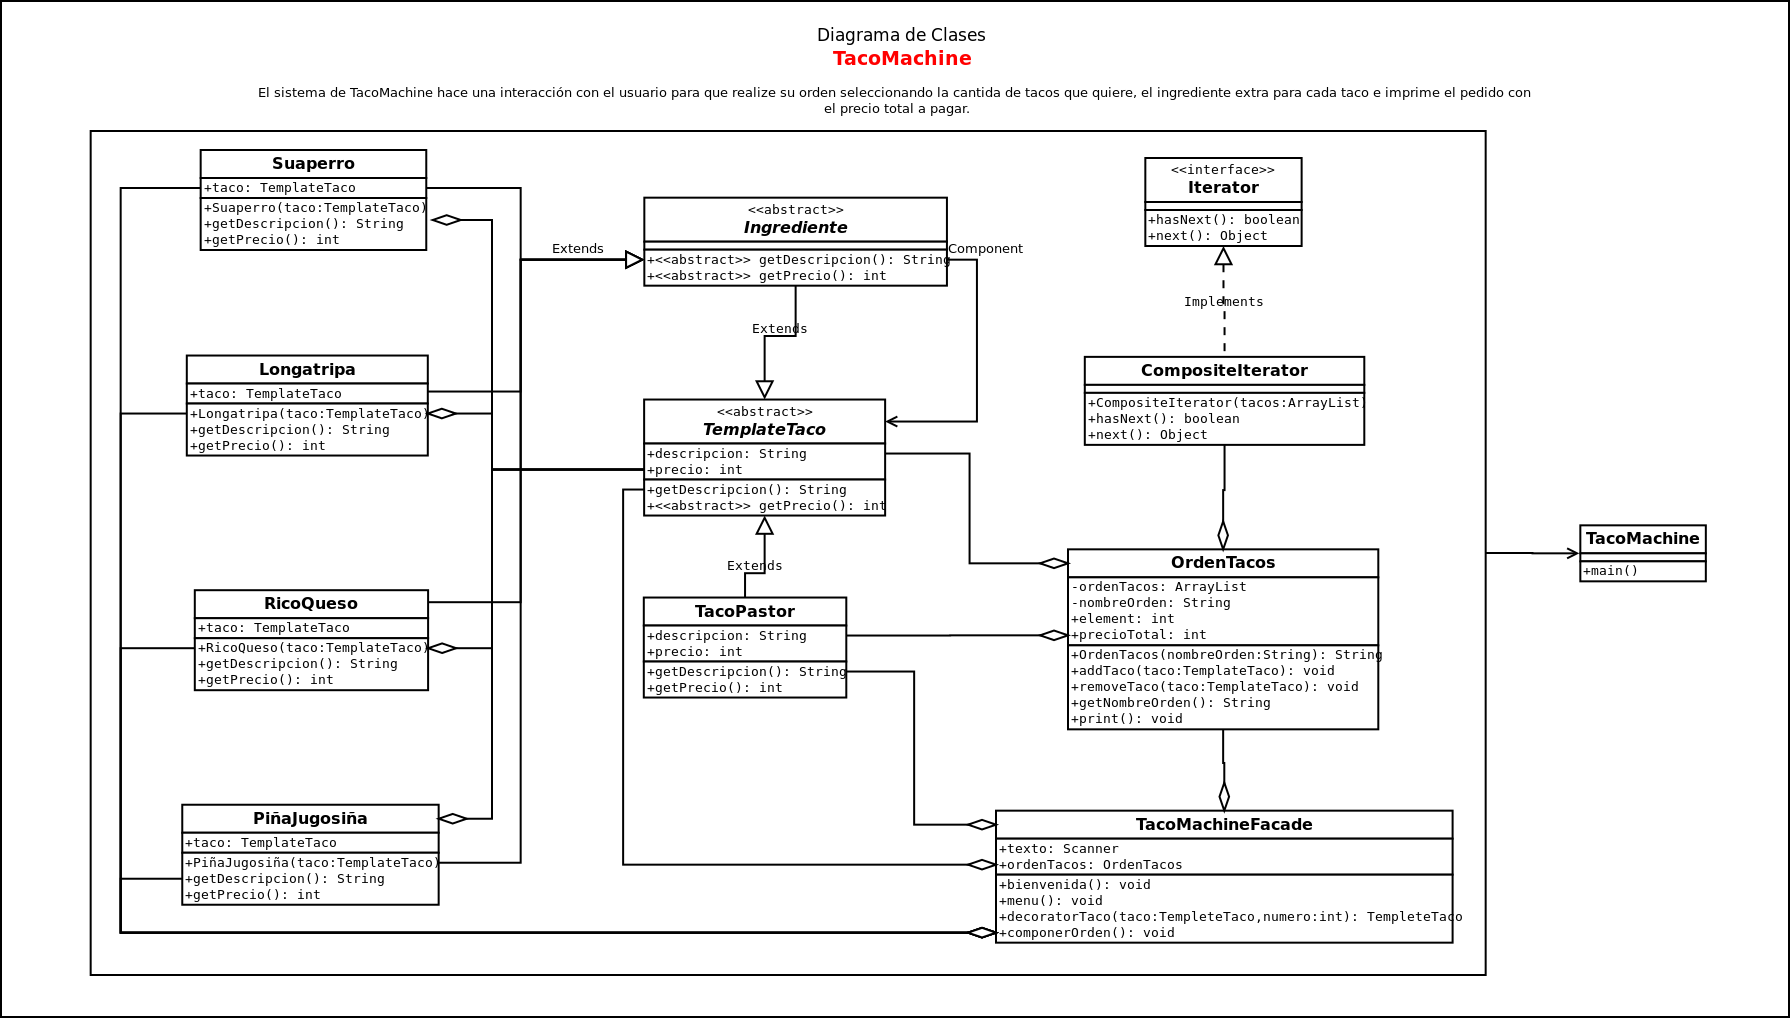 Diagrama de Clases
TacoMachine
El sistema de TacoMachine hace una interacción con el usuario para que realize su orden seleccionando la cantida de tacos que quiere, el ingrediente extra para cada taco e imprime el pedido con
el precio total a pagar.
Suaperro
+taco: TemplateTaco
+Suaperro(taco:TemplateTaco)
+getDescripcion(): String
+getPrecio(): int
Longatripa
+taco: TemplateTaco
+Longatripa(taco:TemplateTaco)
+getDescripcion(): String
+getPrecio(): int
RicoQueso
+taco: TemplateTaco
+RicoQueso(taco:TemplateTaco)
+getDescripcion(): String
+getPrecio(): int
PiñaJugosiña
+taco: TemplateTaco
+PiñaJugosiña(taco:TemplateTaco)
+getDescripcion(): String
+getPrecio(): int
Extends
<<abstract>>
Ingrediente
+<<abstract>> getDescripcion(): String
+<<abstract>> getPrecio(): int
Component
Extends
<<abstract>>
TemplateTaco
+descripcion: String
+precio: int
+getDescripcion(): String
+<<abstract>> getPrecio(): int
Extends
TacoPastor
+descripcion: String
+precio: int
+getDescripcion(): String
+getPrecio(): int
<<interface>>
Iterator
+hasNext(): boolean
+next(): Object
Implements
CompositeIterator
+CompositeIterator(tacos:ArrayList)
+hasNext(): boolean
+next(): Object
OrdenTacos
-ordenTacos: ArrayList
-nombreOrden: String
+element: int
+precioTotal: int
+OrdenTacos(nombreOrden:String): String
+addTaco(taco:TemplateTaco): void
+removeTaco(taco:TemplateTaco): void
+getNombreOrden(): String
+print(): void
TacoMachineFacade
+texto: Scanner
+ordenTacos: OrdenTacos
+bienvenida(): void
+menu(): void
+decoratorTaco(taco:TempleteTaco,numero:int): TempleteTaco
+componerOrden(): void
TacoMachine
+main()